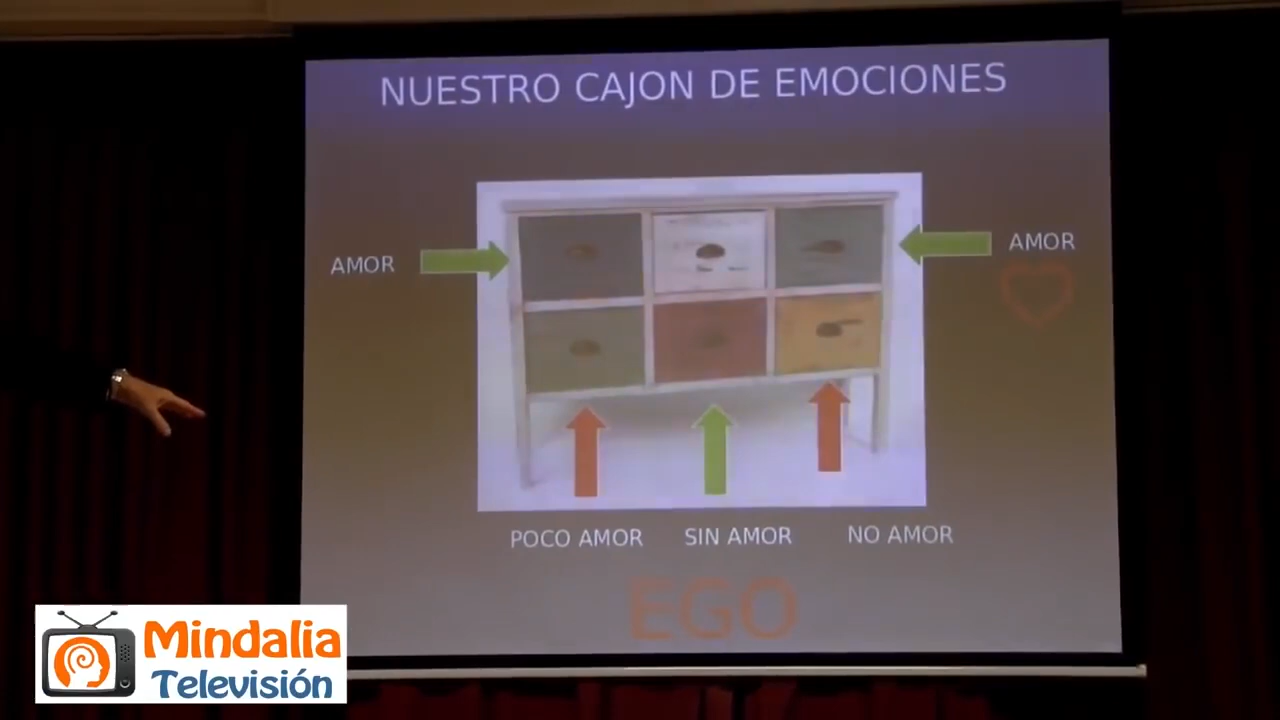 NUESTRO CAJON DE EMOCIONES
AMOR
AMOR
POCO AMOR SIN AMOR NO AMOR
EGO
Mindalia
Televisión